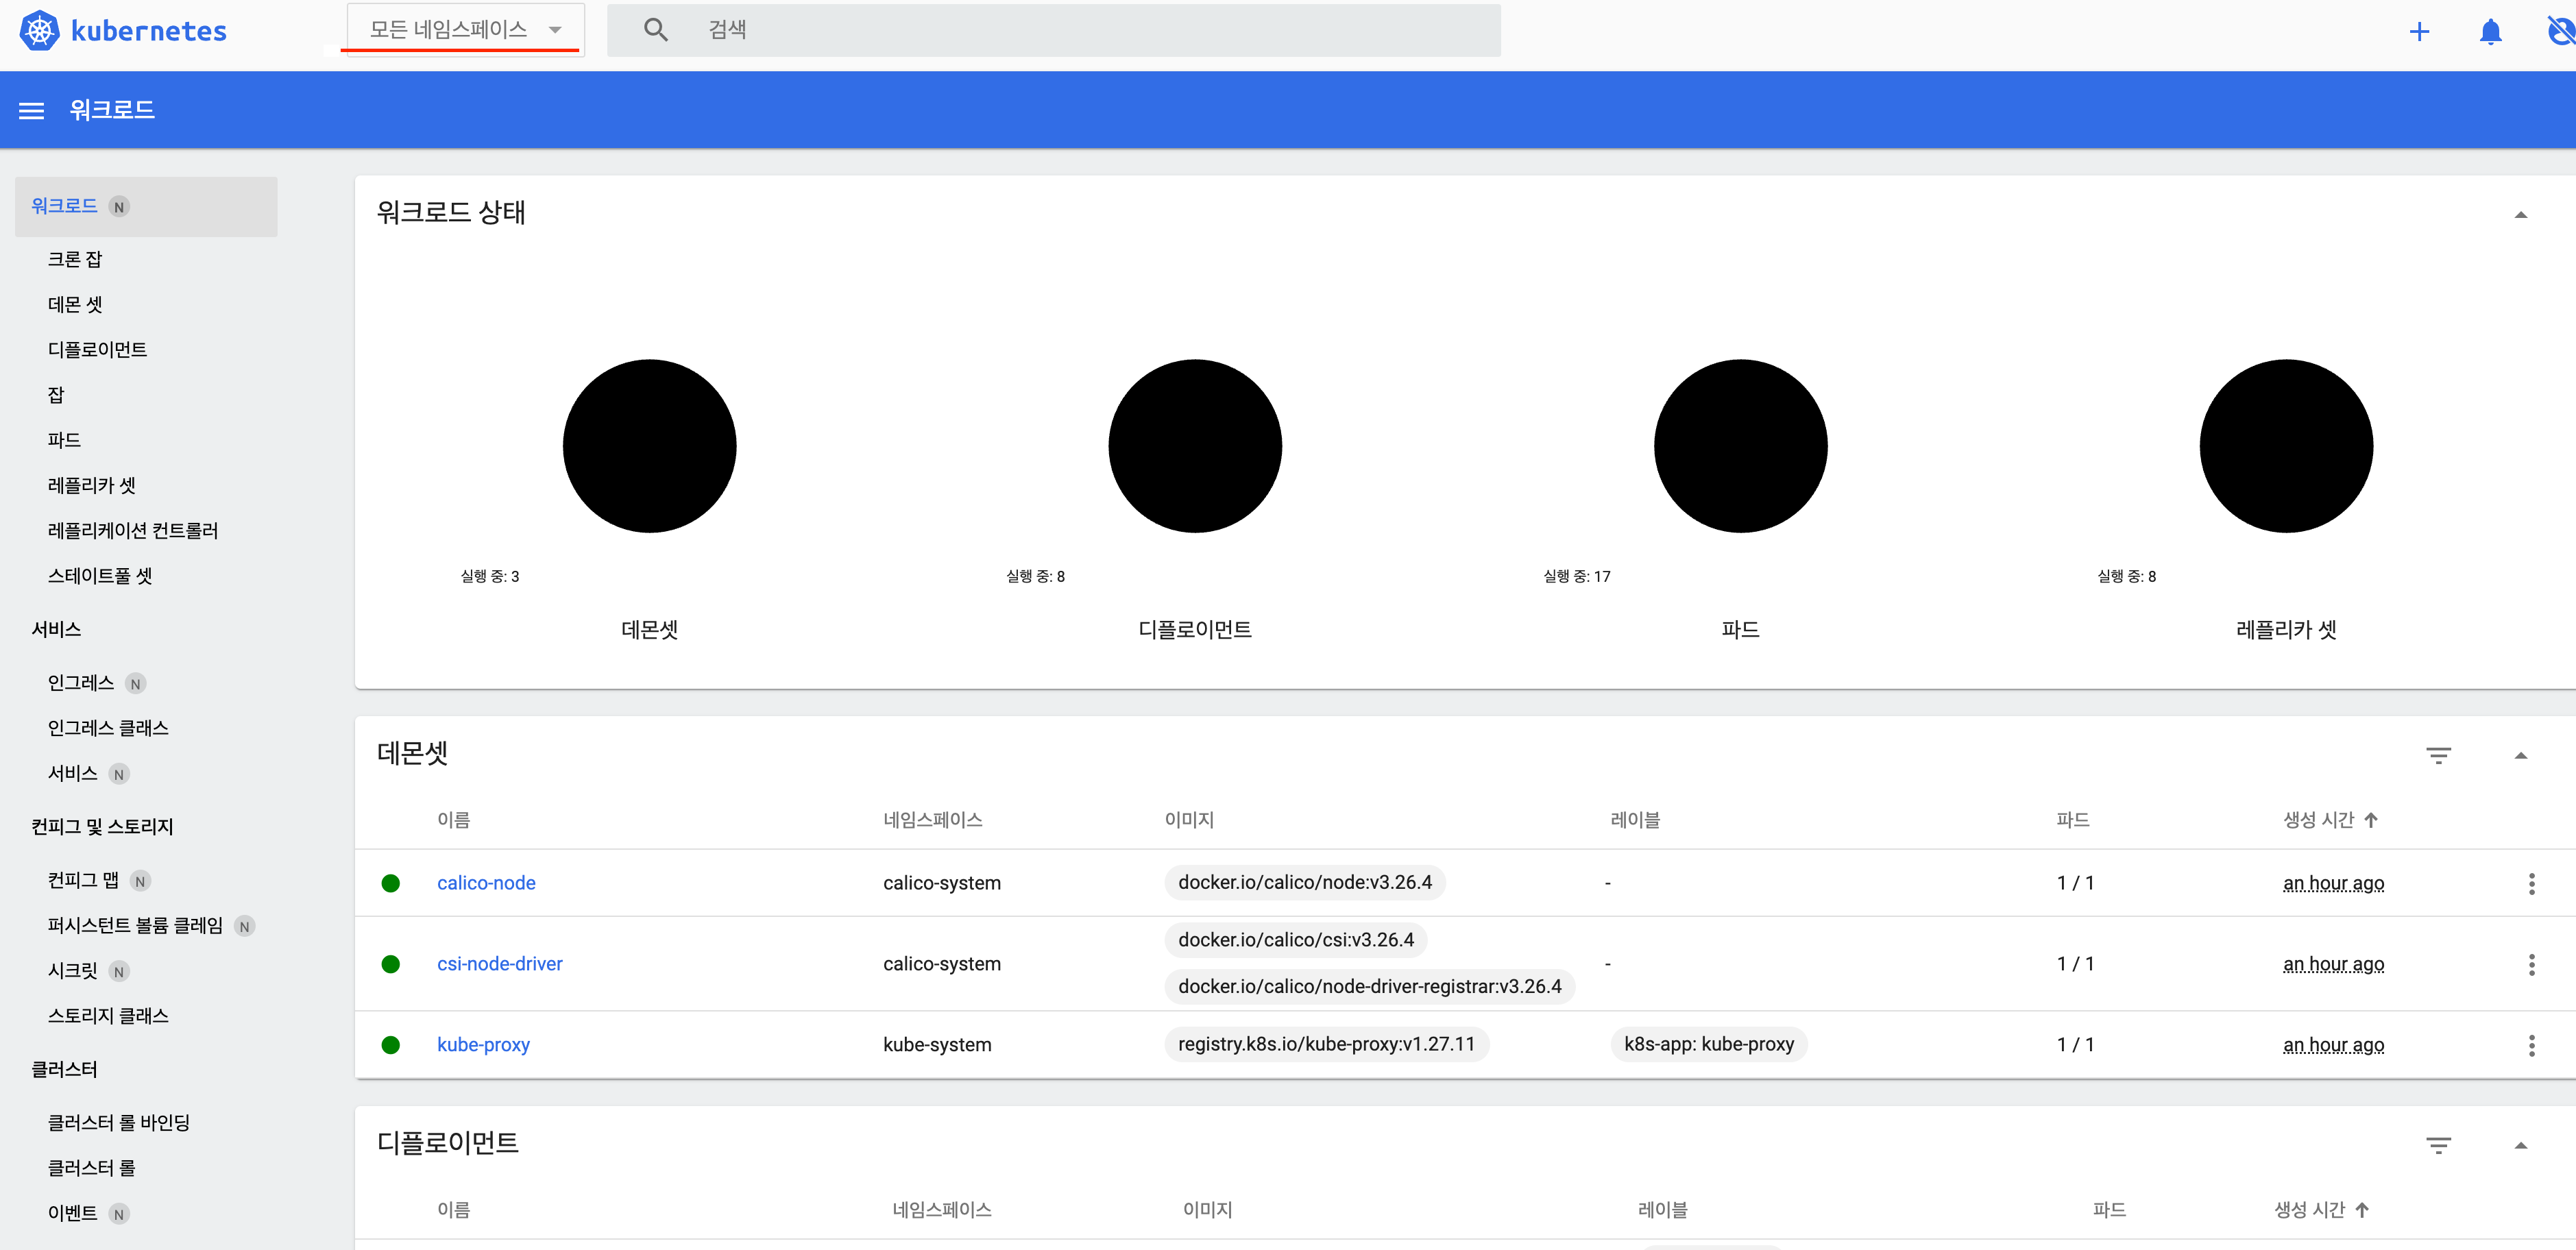 kubernetes
모든 네임스페이스
검색
워크로드
워크로드 N
크론 잡
데몬 셋
디플로이먼트
잡
파드
레플리카 셋
레플리케이션 컨트롤러
스테이트풀 셋
서비스
인그레스 N
인그레스 클래스
서비스 N
컨피그 및 스토리지
컨피그 맵 N
퍼시스턴트 볼륨 클레임 N
시크릿 N
스토리지 클래스
클러스터
클러스터 롤 바인딩
클러스터 롤
이벤트 N
워크로드 상태
실행 중: 3
데몬셋
실행 중: 8
디플로이먼트
실행 중: 17
파드
실행 중: 8
레플리카 셋
데몬셋
이름 네임스페이스 이미지 레이블 파드 생성 시간
calico-node calico-system docker.io/calico/node:v3.26.4 - 1 / 1 an hour ago
csi-node-driver calico-system docker.io/calico/csi:v3.26.4 - 1 / 1 an hour ago
docker.io/calico/node-driver-registrar:v3.26.4
kube-proxy kube-system registry.k8s.io/kube-proxy:v1.27.11 k8s-app: kube-proxy 1 / 1 an hour ago
디플로이먼트
이름 네임스페이스 이미지 레이블 파드 생성 시간